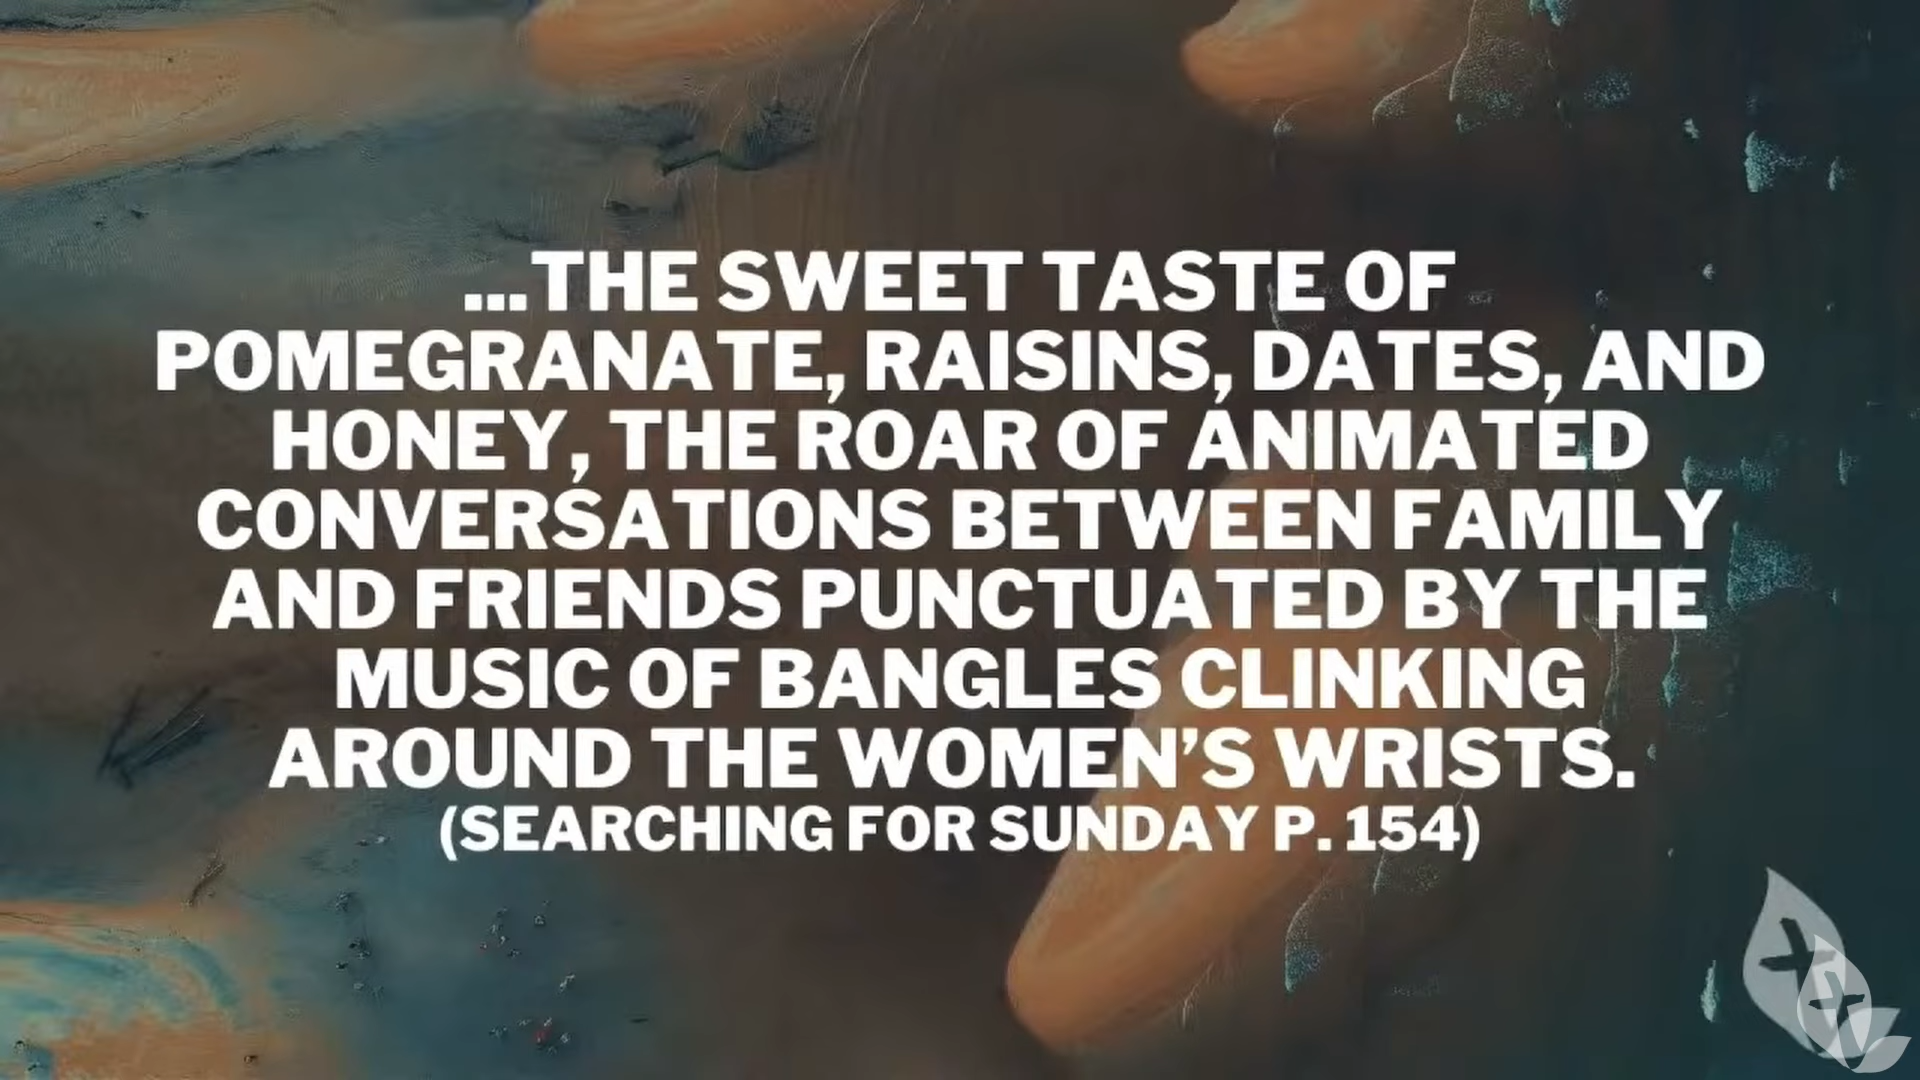 ...THE SWEET TASTE OF
POMEGRANATE, RAISINS, DATES, AND
HONEY, THE ROAR OF ANIMATED
CONVERSATIONS BETWEEN FAMILY
AND FRIENDS PUNCTUATED BY THE
MUSIC OF BANGLES CLINKING
AROUND THE WOMEN’S WRISTS.
(SEARCHING FOR SUNDAY P. 154)